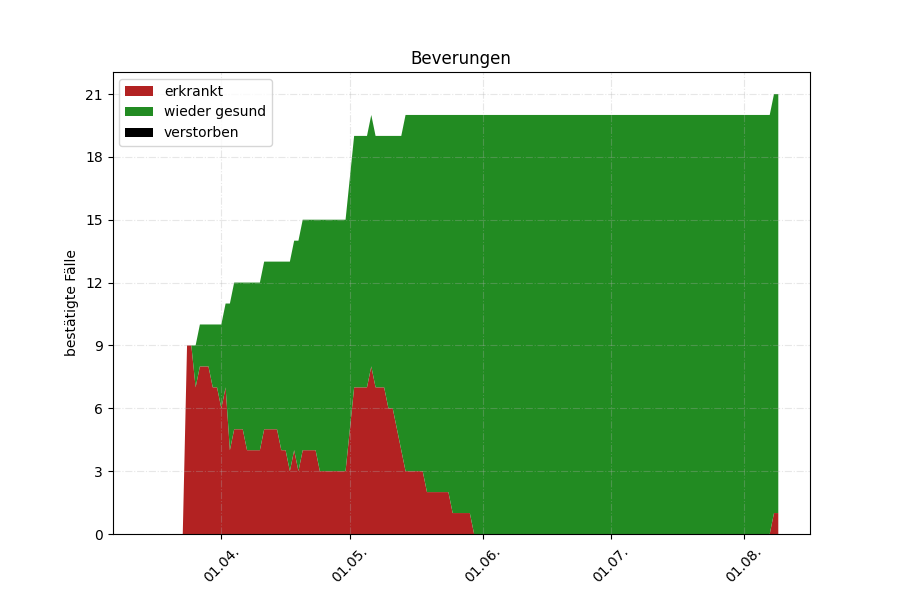 Beverungen
erkrankt
wieder gesund
verstorben
bestätigte Fälle
21
18
15
12
9
6
3
0
01.04.
01.05.
01.06.
01.07.
01.08.